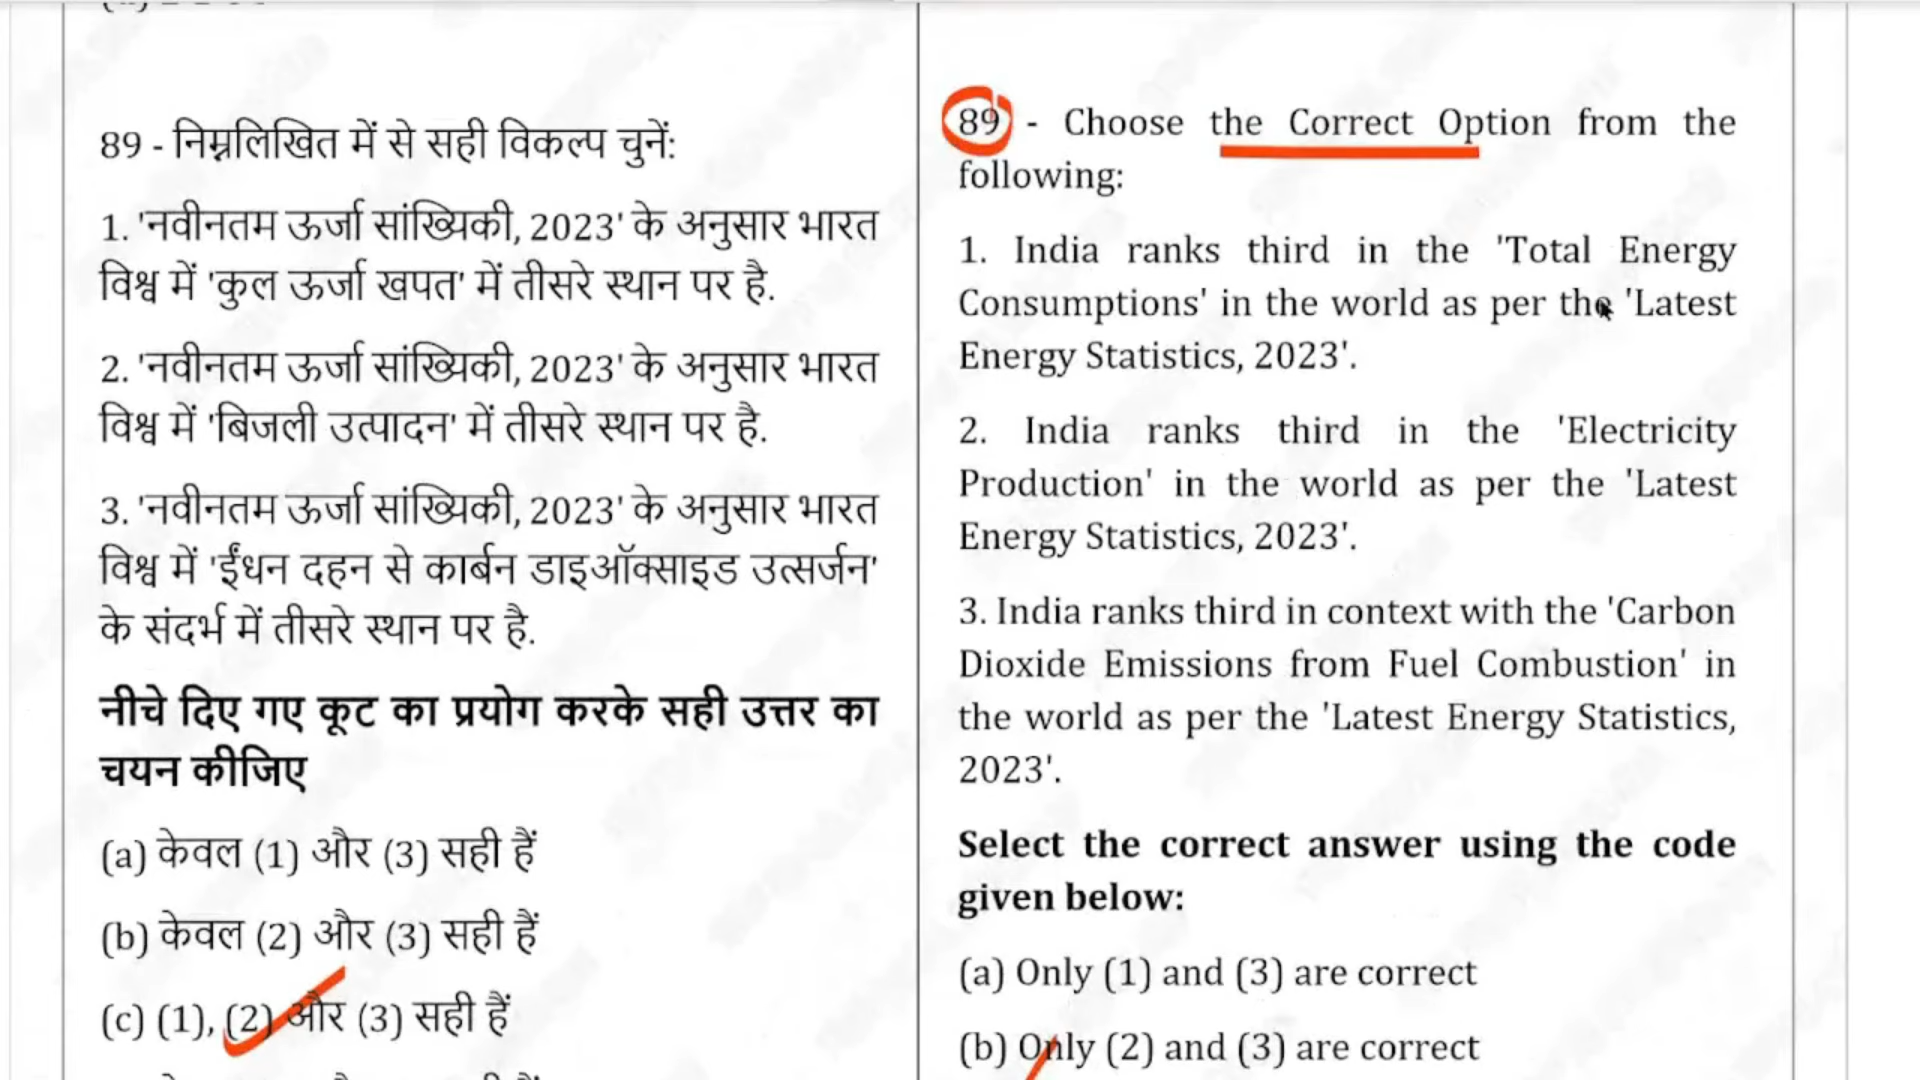 89 - निम्नलिखित में से सही विकल्प चुनें:
1. 'नवीनतम ऊर्जा सांख्यिकी, 2023' के अनुसार भारत
विश्व में 'कुल ऊर्जा खपत' में तीसरे स्थान पर है.
2. 'नवीनतम ऊर्जा सांख्यिकी, 2023' के अनुसार भारत
विश्व में 'बिजली उत्पादन' में तीसरे स्थान पर है.
3. 'नवीनतम ऊर्जा सांख्यिकी, 2023' के अनुसार भारत
विश्व में 'ईंधन दहन से कार्बन डाइऑक्साइड उत्सर्जन'
के संदर्भ में तीसरे स्थान पर है.
नीचे दिए गए कूट का प्रयोग करके सही उत्तर का
चयन कीजिए
(a) केवल (1) और (3) सही हैं
(b) केवल (2) और (3) सही हैं
(c) (1), (2) और (3) सही हैं
89 - Choose the Correct Option from the
following:
1. India ranks third in the 'Total Energy
Consumptions' in the world as per the 'Latest
Energy Statistics, 2023'.
2. India ranks third in the 'Electricity
Production' in the world as per the 'Latest
Energy Statistics, 2023'.
3. India ranks third in context with the 'Carbon
Dioxide Emissions from Fuel Combustion' in
the world as per the 'Latest Energy Statistics,
2023'.
Select the correct answer using the code
given below:
(a) Only (1) and (3) are correct
(b) Only (2) and (3) are correct